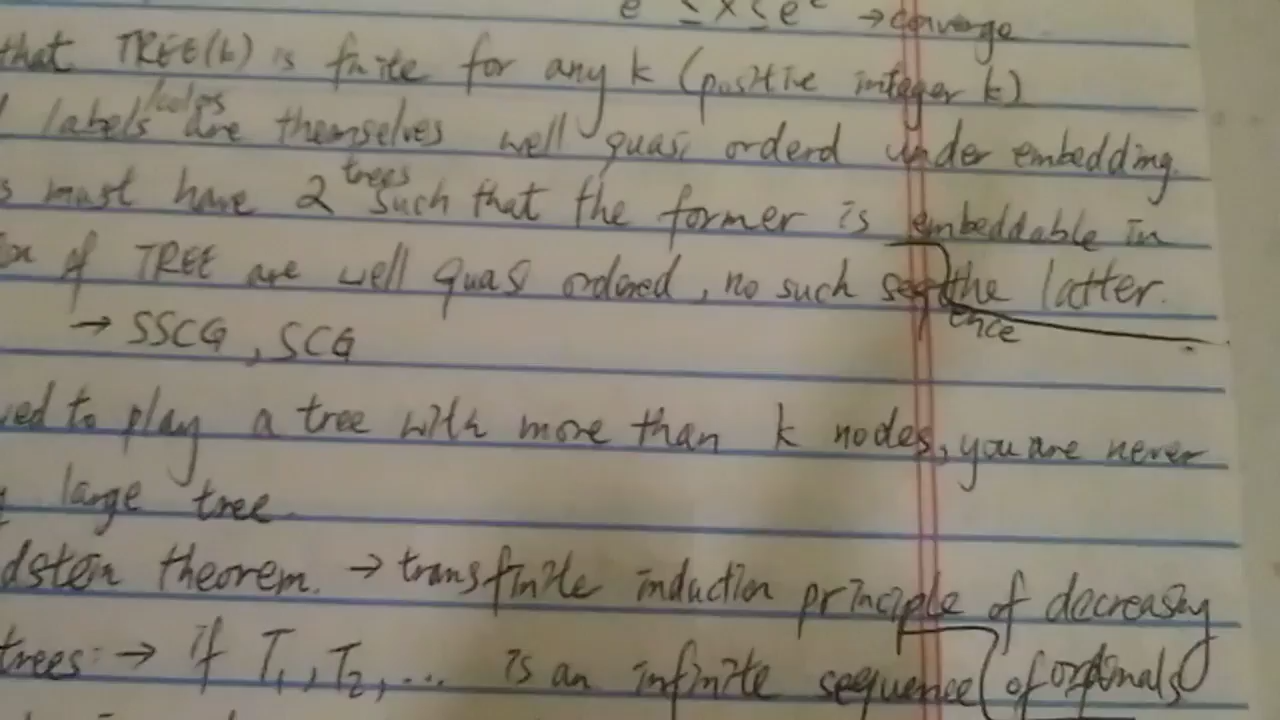 e ≤ x ≤ e → converge
that TREE(k) is finite for any k (positive integer k)
labels are themselves well quasi orderd under embedding.
s must have 2 trees such that the former is embeddable in
on of TREE are well quasi ordered, no such sequence the latter.
→ SSCG, SCG
ed to play a tree with more than k nodes, you are never
large tree
dstein theorem. → transfinite induction principle of decreasing
trees: → if T₁, T₂, ... is an infinite sequence of ordinals